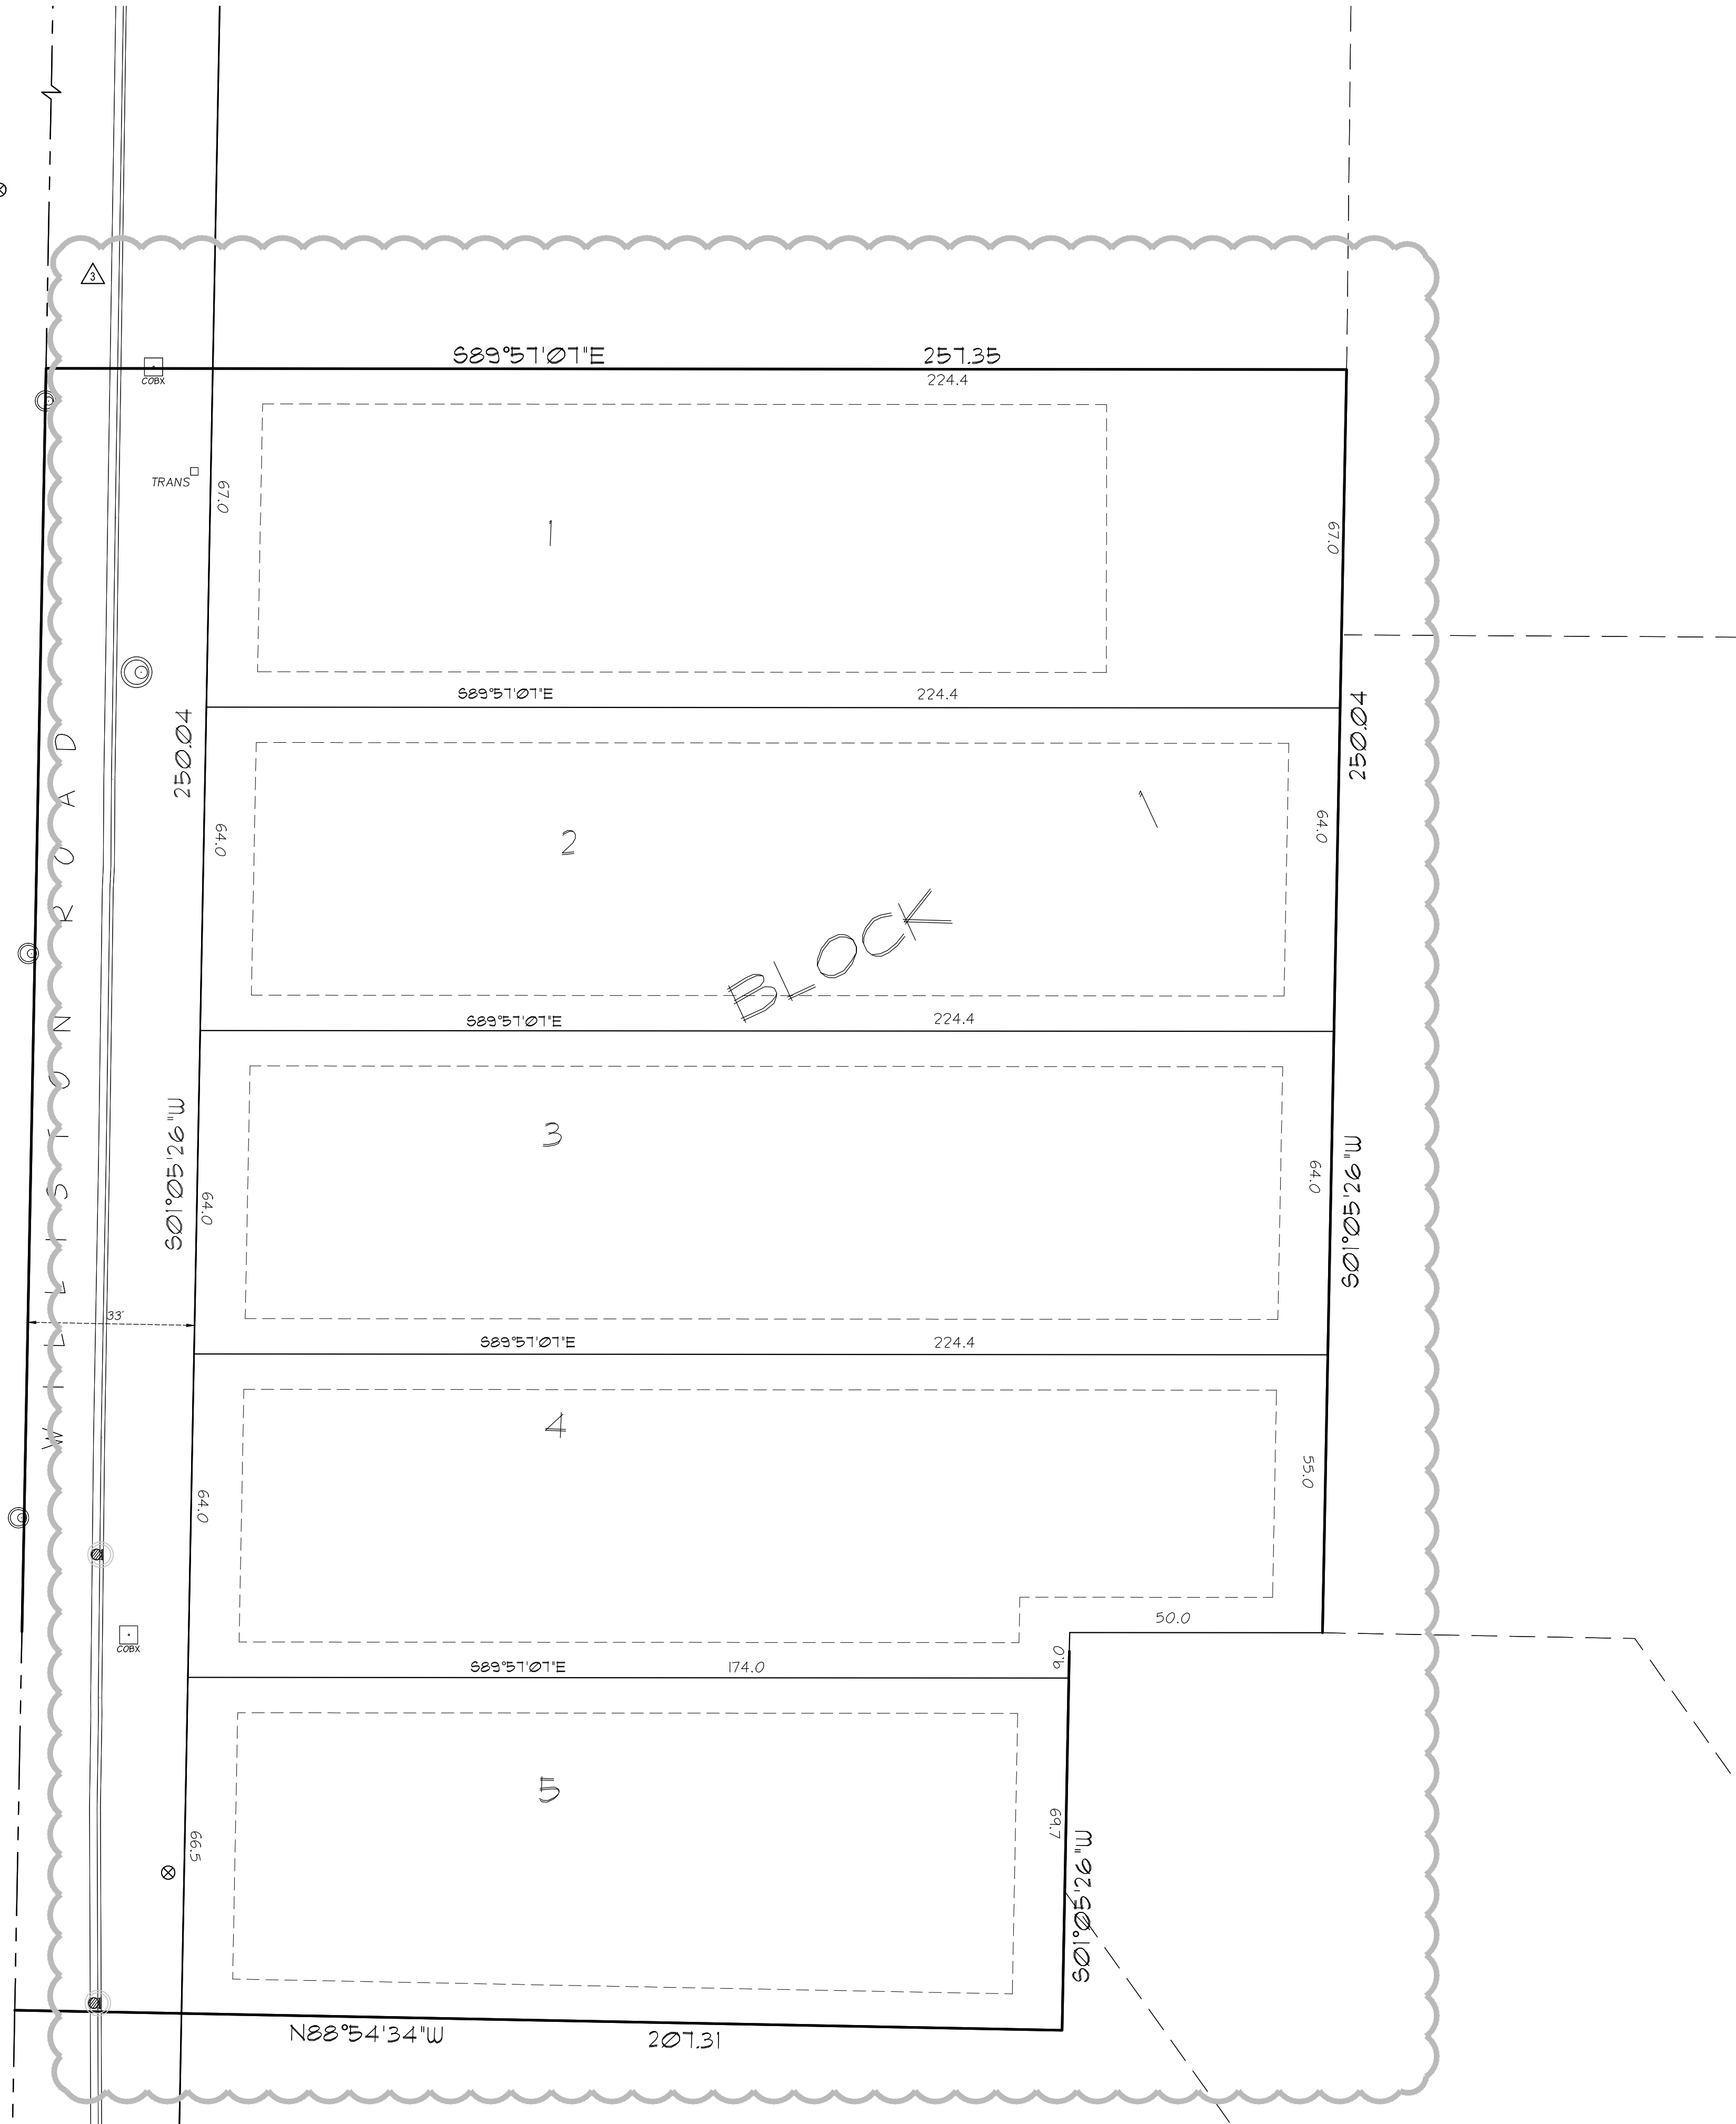 3
S89°57'07"E
257.35
224.4
COBX
TRANS
67.0
1
67.0
S89°57'07"E
224.4
250.04
250.04
64.0
2
64.0
BLOCK 1
S89°57'07"E
224.4
WILLISTON ROAD
3
S01°05'26"W
64.0
64.0
S01°05'26"W
33'
S89°57'07"E
224.4
4
64.0
55.0
50.0
COBX
9.0
S89°57'07"E
174.0
5
66.5
69.7
S01°05'26"W
N88°54'34"W
207.31